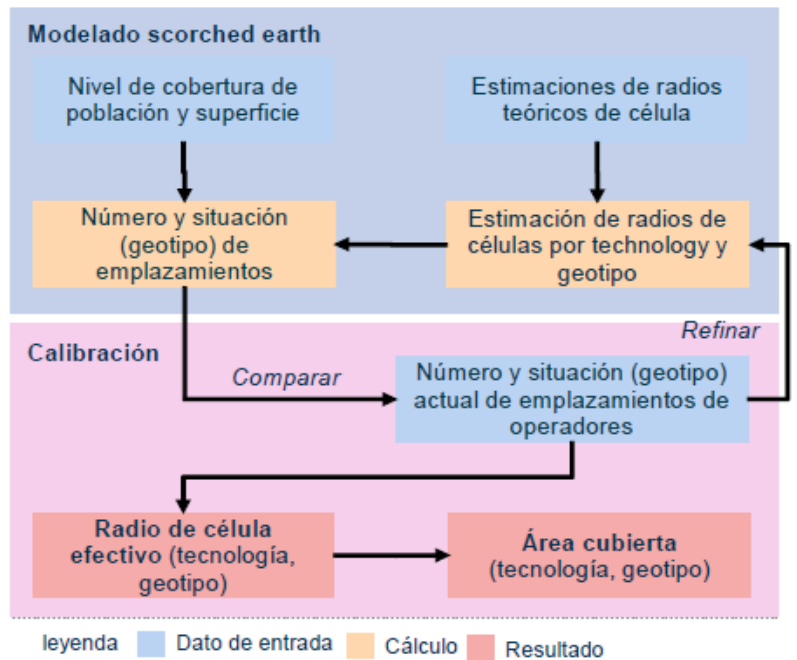 Modelado scorched earth
Nivel de cobertura de
población y superficie
Estimaciones de radios
teóricos de célula
Número y situación
(geotipo) de
emplazamientos
Estimación de radios de
células por technology y
geotipo
Refinar
Calibración
Comparar
Número y situación (geotipo)
actual de emplazamientos de
operadores
Radio de célula
efectivo (tecnología,
geotipo)
Área cubierta
(tecnología, geotipo)
leyenda Dato de entrada Cálculo Resultado